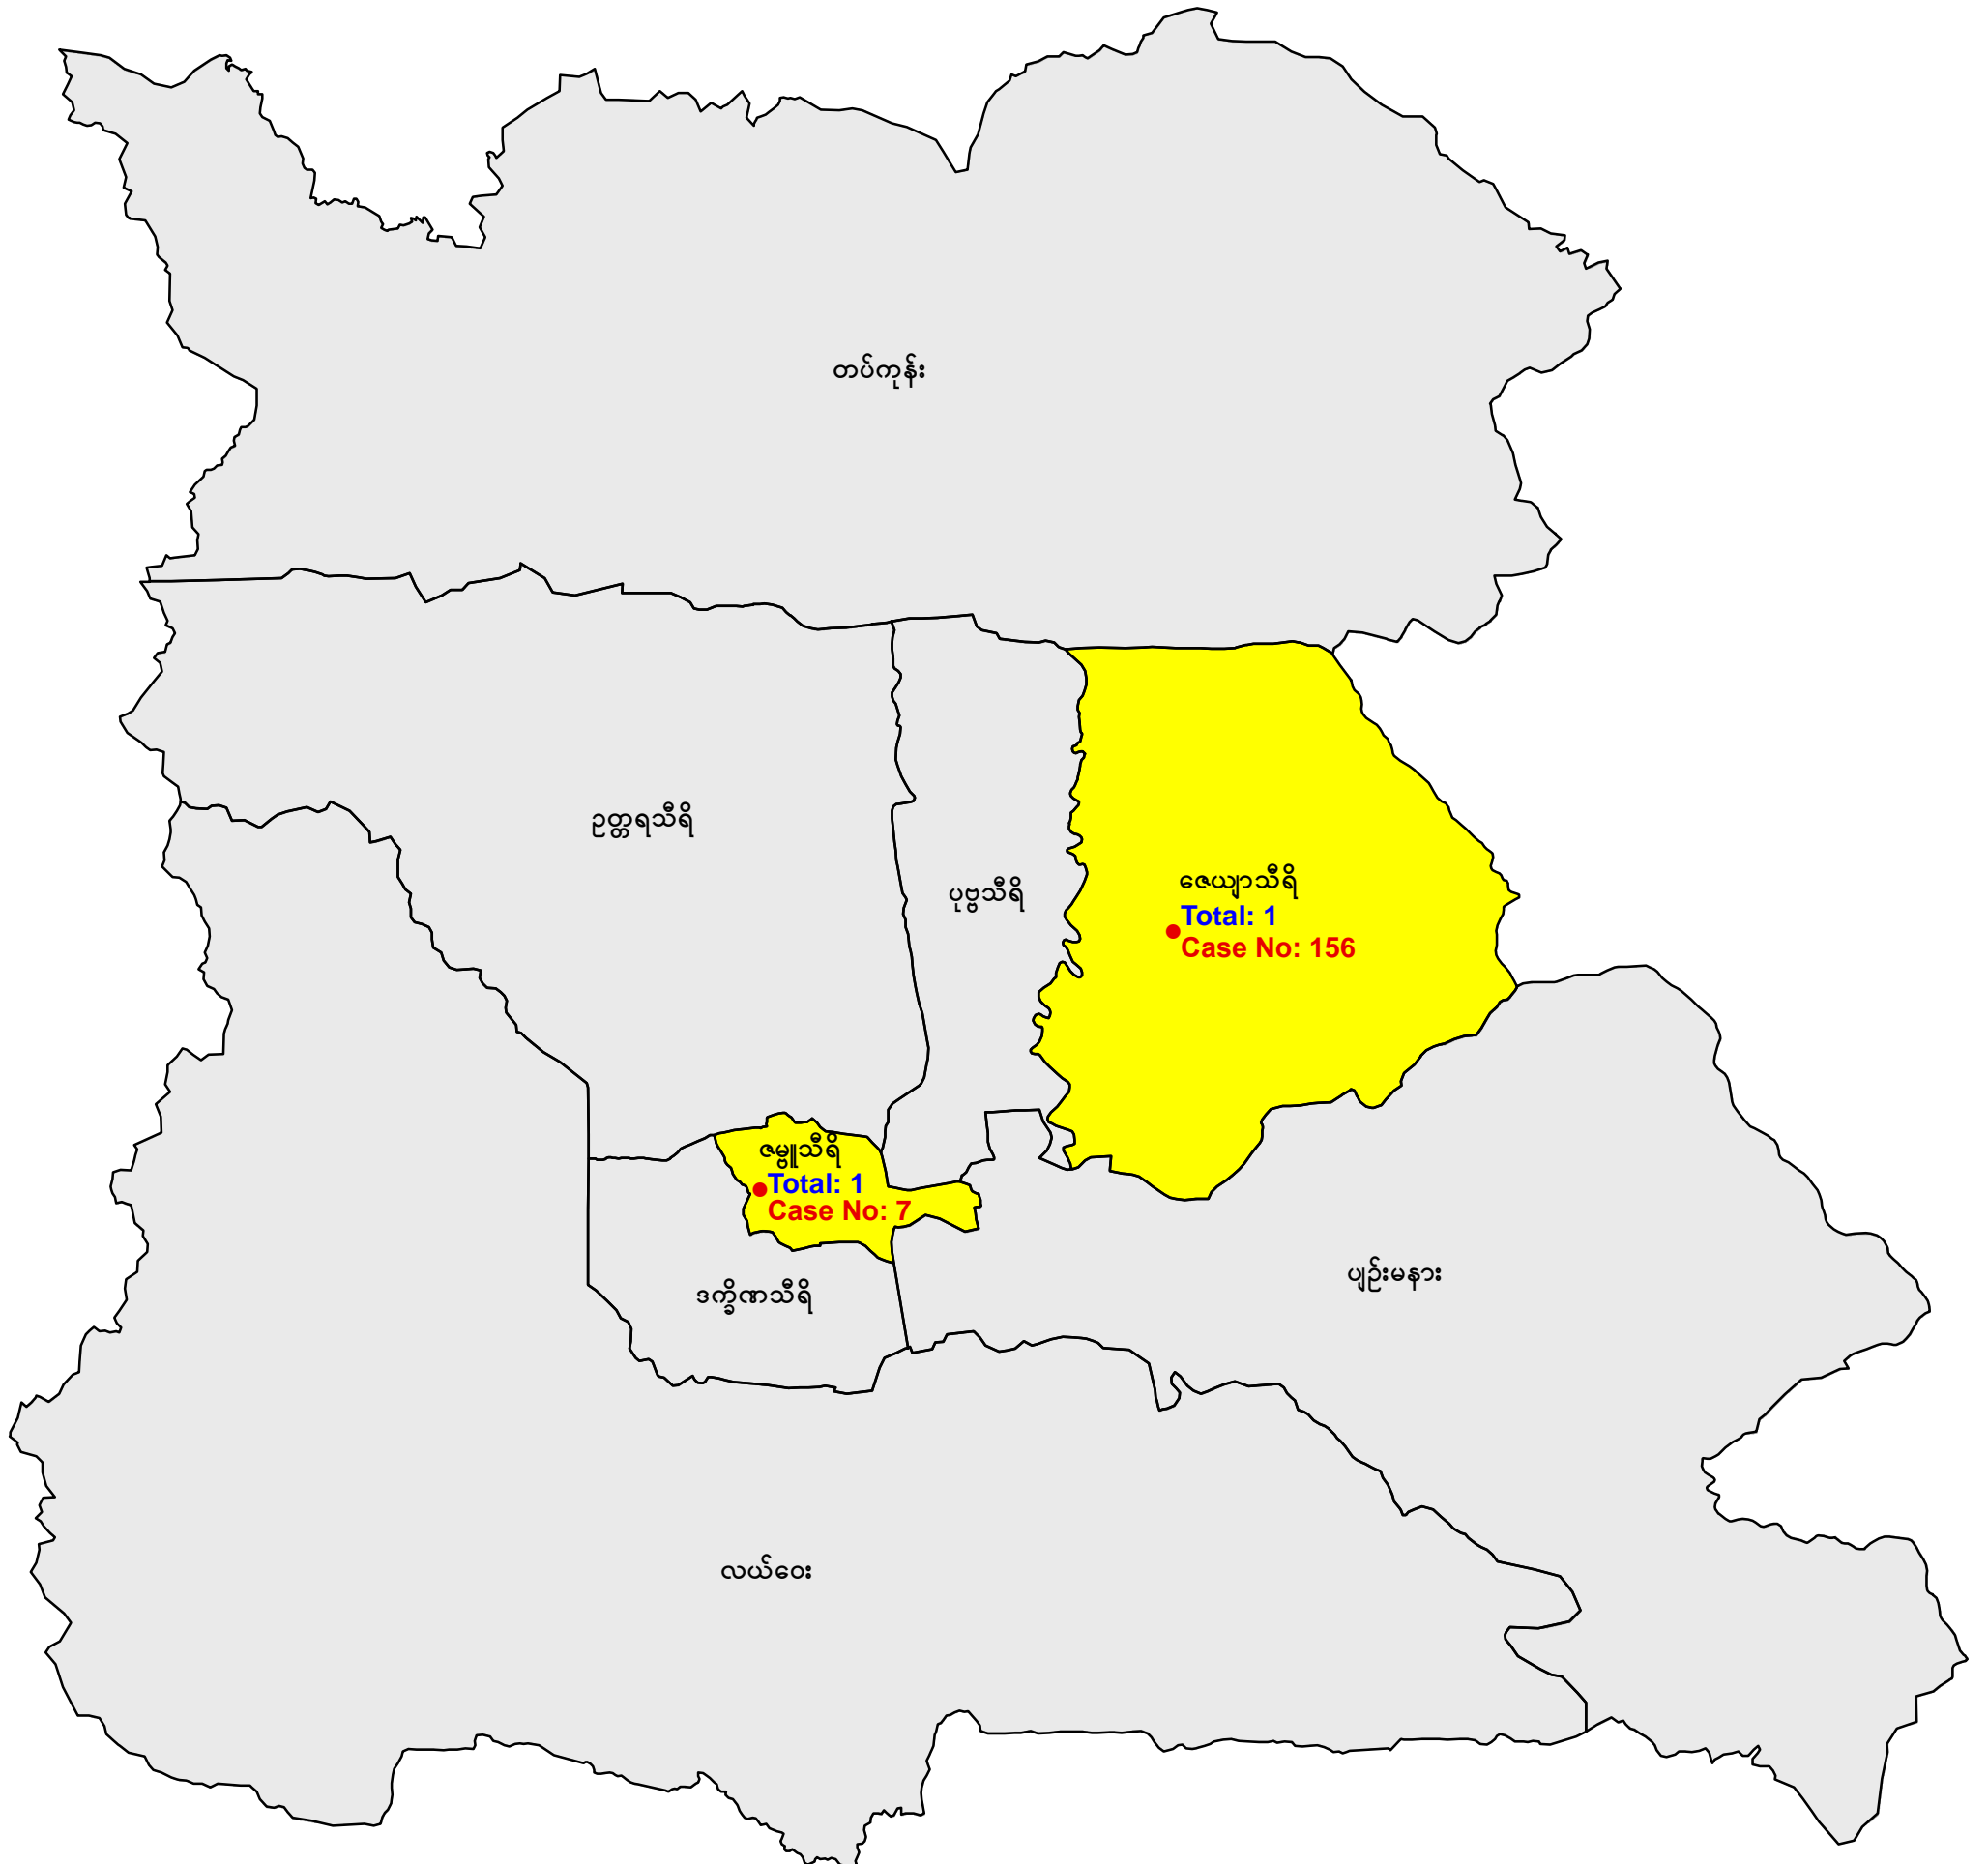 တပ်ကုန်း
ဥတ္တရသီရိ
ပုဗ္ဗသီရိ
ဇေယျာသီရိ
Total: 1
Case No: 156
ဇမ္ဗူသီရိ
Total: 1
Case No: 7
ဒက္ခိဏသီရိ
ပျဉ်းမနား
လယ်ဝေး